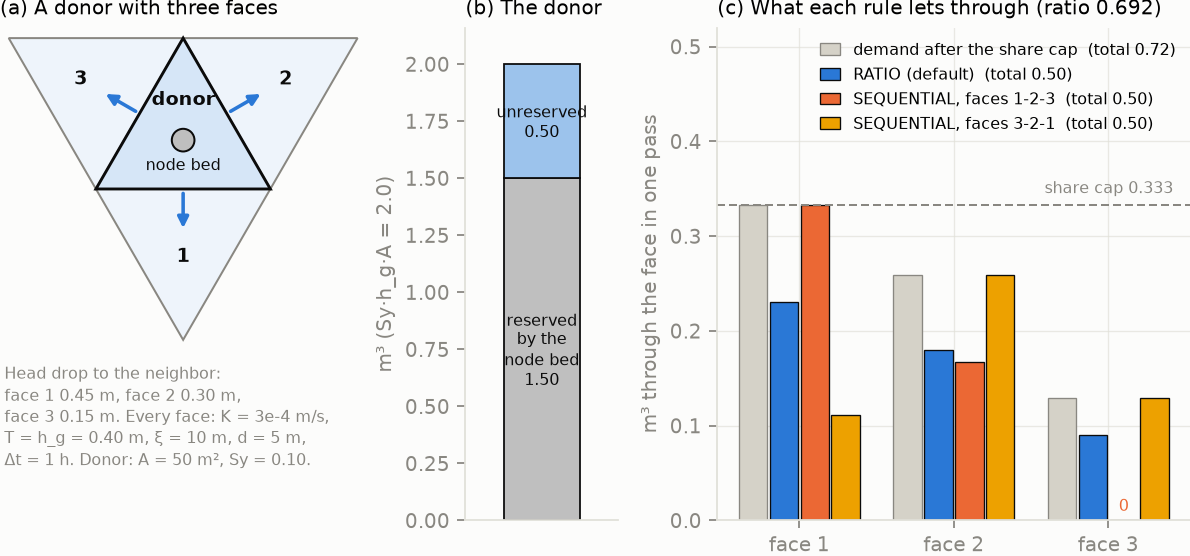 (a) A donor with three faces
3
2
donor
node bed
1
Head drop to the neighbor:
face 1 0.45 m, face 2 0.30 m,
face 3 0.15 m. Every face: K = 3e-4 m/s,
T = h_g = 0.40 m, ξ = 10 m, d = 5 m,
Δt = 1 h. Donor: A = 50 m², Sy = 0.10.
(b) The donor
m³ (Sy·h_g·A = 2.0)
2.00
1.75
1.50
1.25
1.00
0.75
0.50
0.25
0.00
unreserved
0.50
reserved
by the
node bed
1.50
(c) What each rule lets through (ratio 0.692)
m³ through the face in one pass
0.5
0.4
0.3
0.2
0.1
0.0
demand after the share cap (total 0.72)
RATIO (default) (total 0.50)
SEQUENTIAL, faces 1-2-3 (total 0.50)
SEQUENTIAL, faces 3-2-1 (total 0.50)
share cap 0.333
0
face 1
face 2
face 3